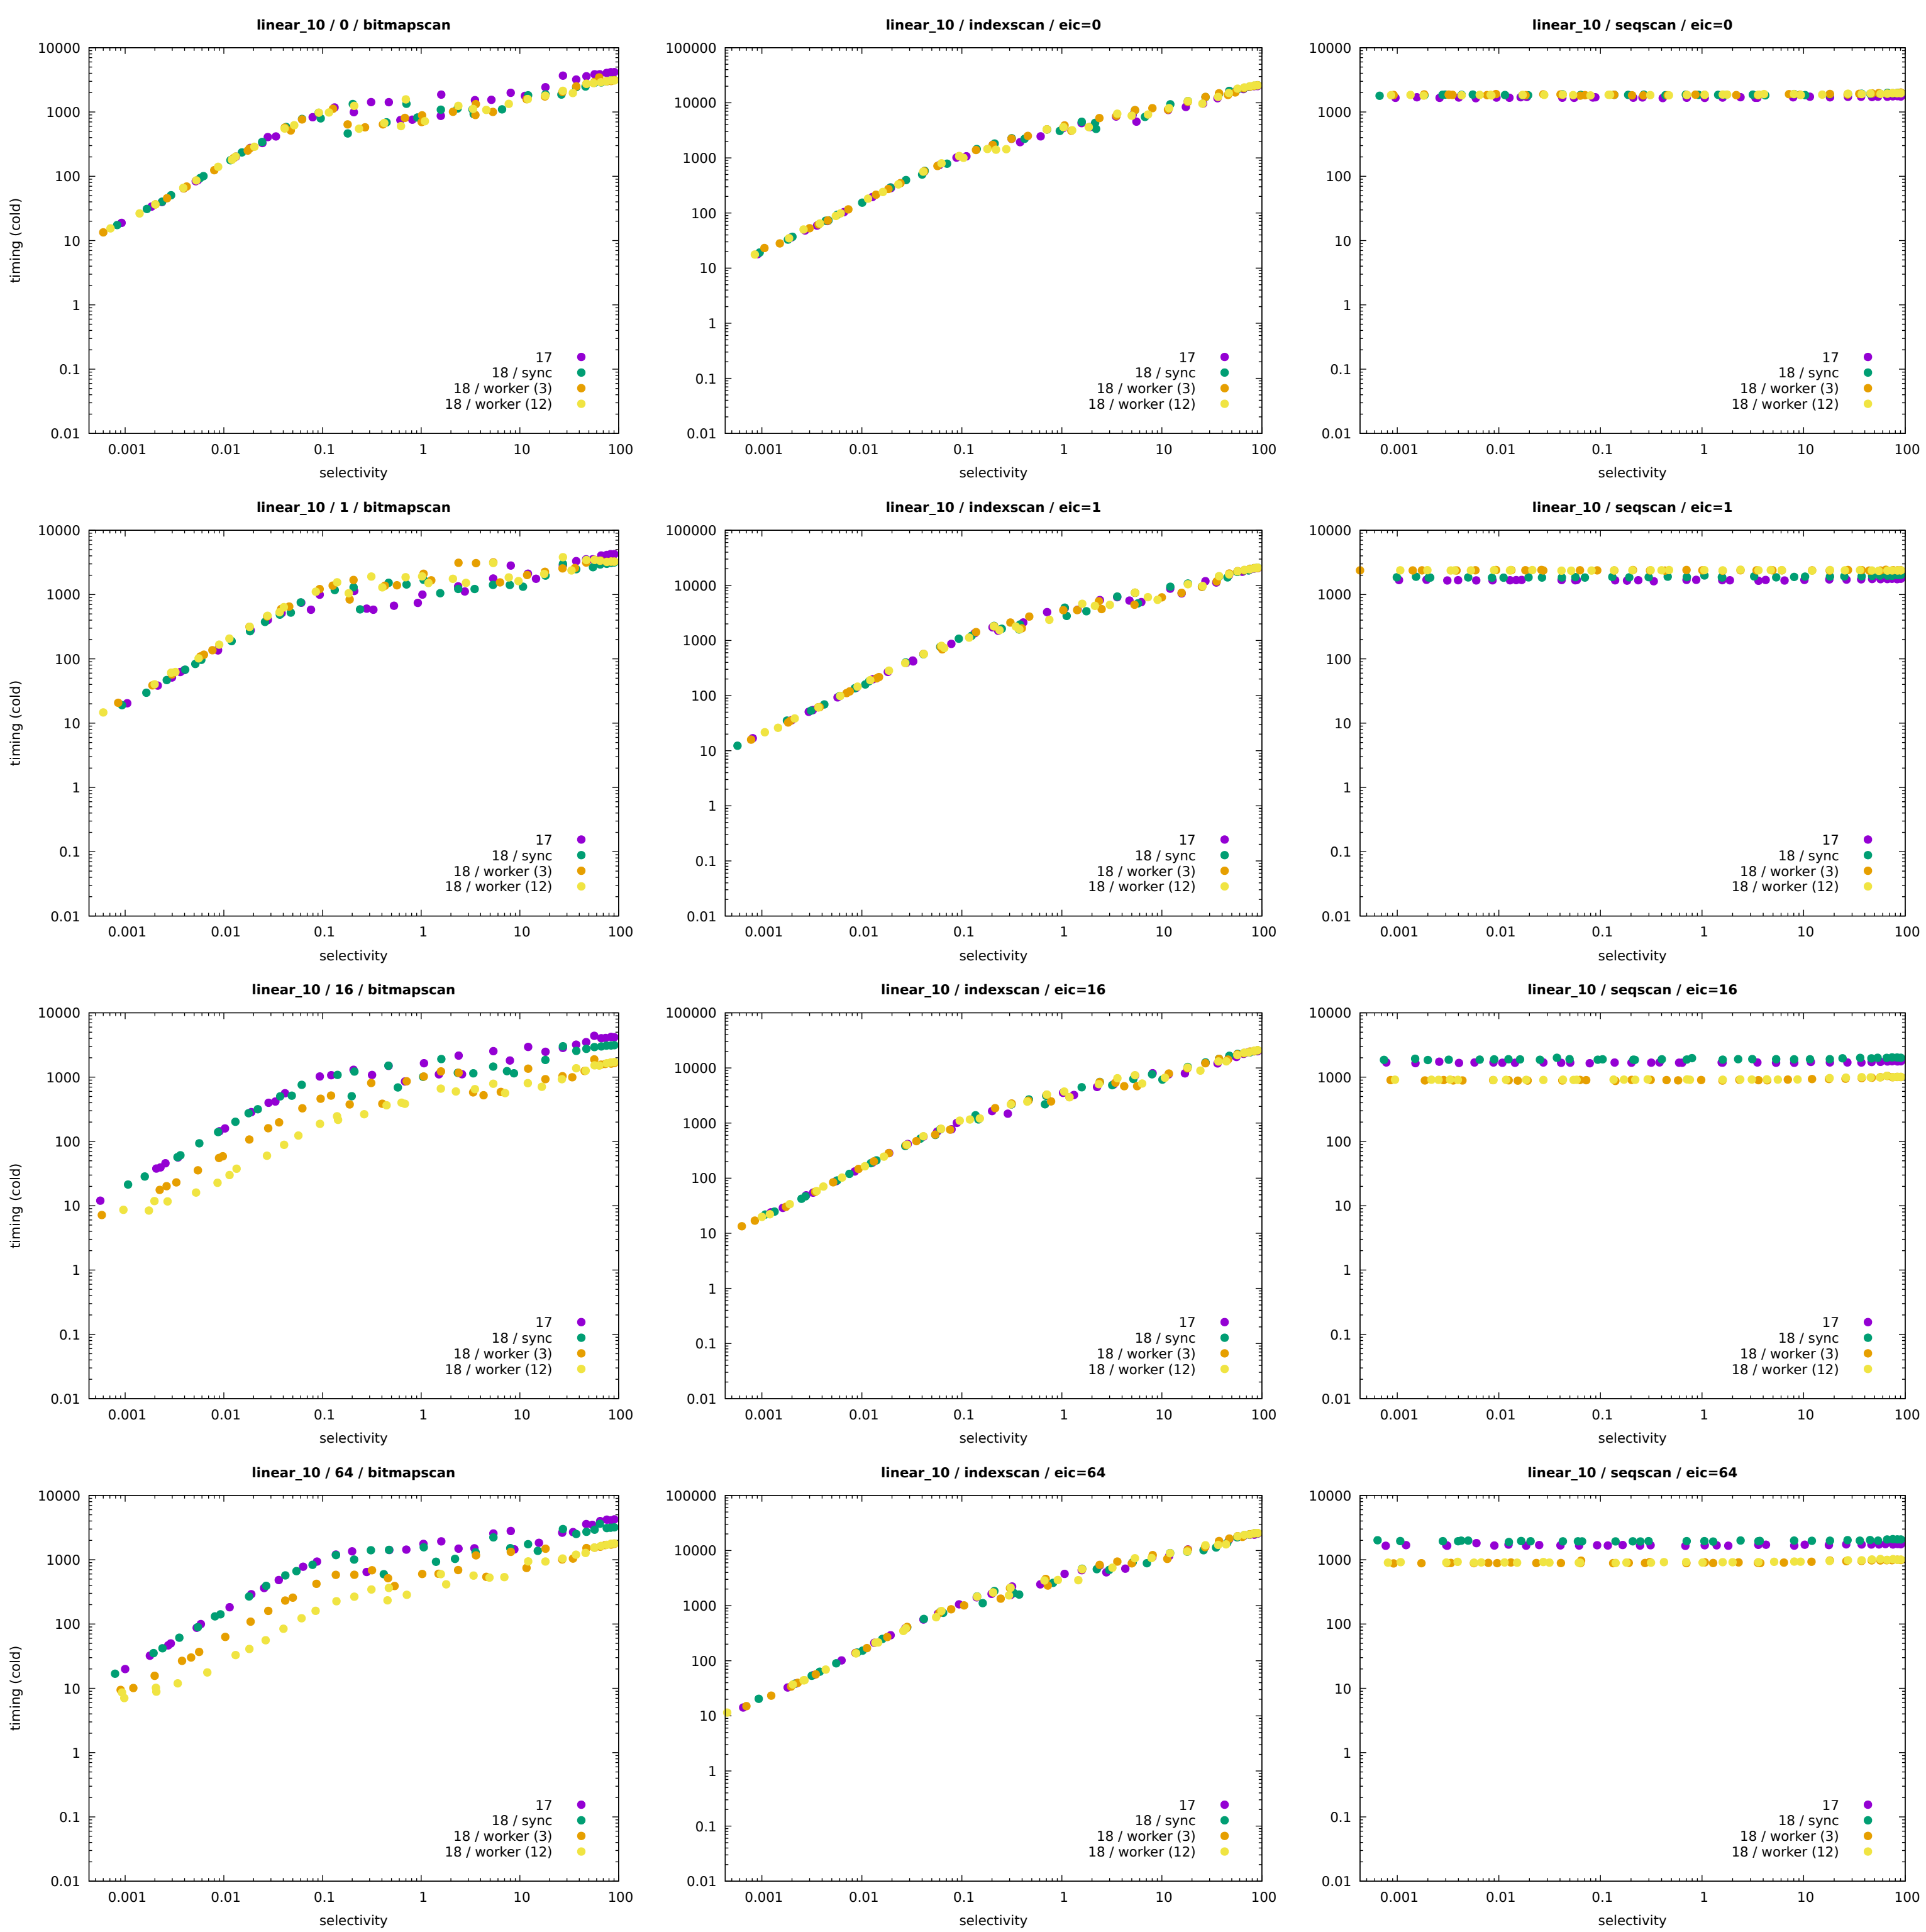 linear_10 / 0 / bitmapscan
10000
1000
100
10
1
0.1
0.01
timing (cold)
0.001 0.01 0.1 1 10 100
selectivity
17
18 / sync
18 / worker (3)
18 / worker (12)
linear_10 / indexscan / eic=0
100000
10000
1000
100
10
1
0.1
0.01
0.001 0.01 0.1 1 10 100
selectivity
17
18 / sync
18 / worker (3)
18 / worker (12)
linear_10 / seqscan / eic=0
10000
1000
100
10
1
0.1
0.01
0.001 0.01 0.1 1 10 100
selectivity
17
18 / sync
18 / worker (3)
18 / worker (12)
linear_10 / 1 / bitmapscan
10000
1000
100
10
1
0.1
0.01
timing (cold)
0.001 0.01 0.1 1 10 100
selectivity
17
18 / sync
18 / worker (3)
18 / worker (12)
linear_10 / indexscan / eic=1
100000
10000
1000
100
10
1
0.1
0.01
0.001 0.01 0.1 1 10 100
selectivity
17
18 / sync
18 / worker (3)
18 / worker (12)
linear_10 / seqscan / eic=1
10000
1000
100
10
1
0.1
0.01
0.001 0.01 0.1 1 10 100
selectivity
17
18 / sync
18 / worker (3)
18 / worker (12)
linear_10 / 16 / bitmapscan
10000
1000
100
10
1
0.1
0.01
timing (cold)
0.001 0.01 0.1 1 10 100
selectivity
17
18 / sync
18 / worker (3)
18 / worker (12)
linear_10 / indexscan / eic=16
100000
10000
1000
100
10
1
0.1
0.01
0.001 0.01 0.1 1 10 100
selectivity
17
18 / sync
18 / worker (3)
18 / worker (12)
linear_10 / seqscan / eic=16
10000
1000
100
10
1
0.1
0.01
0.001 0.01 0.1 1 10 100
selectivity
17
18 / sync
18 / worker (3)
18 / worker (12)
linear_10 / 64 / bitmapscan
10000
1000
100
10
1
0.1
0.01
timing (cold)
0.001 0.01 0.1 1 10 100
selectivity
17
18 / sync
18 / worker (3)
18 / worker (12)
linear_10 / indexscan / eic=64
100000
10000
1000
100
10
1
0.1
0.01
0.001 0.01 0.1 1 10 100
selectivity
17
18 / sync
18 / worker (3)
18 / worker (12)
linear_10 / seqscan / eic=64
10000
1000
100
10
1
0.1
0.01
0.001 0.01 0.1 1 10 100
selectivity
17
18 / sync
18 / worker (3)
18 / worker (12)